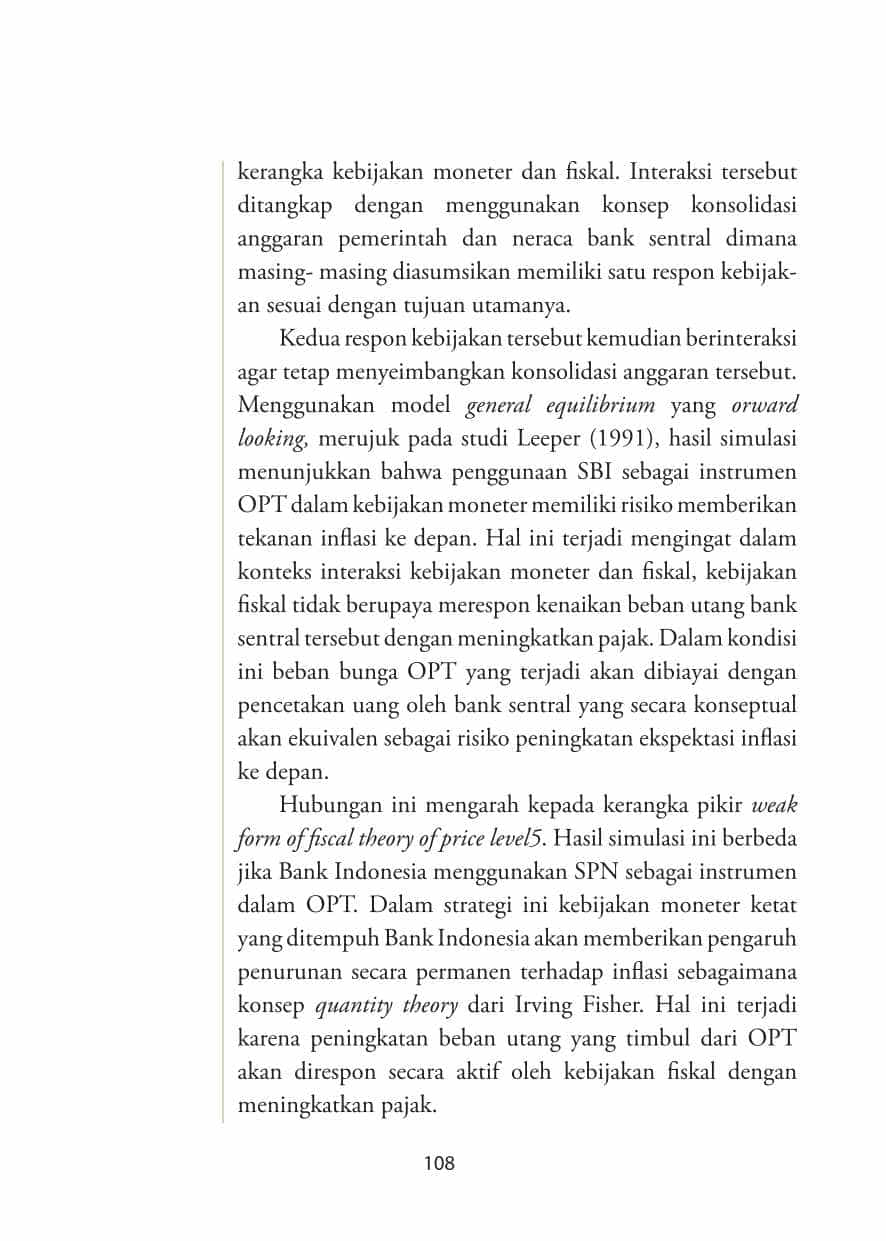 kerangka kebijakan moneter dan fiskal. Interaksi tersebut
ditangkap dengan menggunakan konsep konsolidasi
anggaran pemerintah dan neraca bank sentral dimana
masing- masing diasumsikan memiliki satu respon kebijak-
an sesuai dengan tujuan utamanya.
Kedua respon kebijakan tersebut kemudian berinteraksi
agar tetap menyeimbangkan konsolidasi anggaran tersebut.
Menggunakan model general equilibrium yang orward
looking, merujuk pada studi Leeper (1991), hasil simulasi
menunjukkan bahwa penggunaan SBI sebagai instrumen
OPT dalam kebijakan moneter memiliki risiko memberikan
tekanan inflasi ke depan. Hal ini terjadi mengingat dalam
konteks interaksi kebijakan moneter dan fiskal, kebijakan
fiskal tidak berupaya merespon kenaikan beban utang bank
sentral tersebut dengan meningkatkan pajak. Dalam kondisi
ini beban bunga OPT yang terjadi akan dibiayai dengan
pencetakan uang oleh bank sentral yang secara konseptual
akan ekuivalen sebagai risiko peningkatan ekspektasi inflasi
ke depan.
Hubungan ini mengarah kepada kerangka pikir weak
form of fiscal theory of price level5. Hasil simulasi ini berbeda
jika Bank Indonesia menggunakan SPN sebagai instrumen
dalam OPT. Dalam strategi ini kebijakan moneter ketat
yang ditempuh Bank Indonesia akan memberikan pengaruh
penurunan secara permanen terhadap inflasi sebagaimana
konsep quantity theory dari Irving Fisher. Hal ini terjadi
karena peningkatan beban utang yang timbul dari OPT
akan direspon secara aktif oleh kebijakan fiskal dengan
meningkatkan pajak.
108